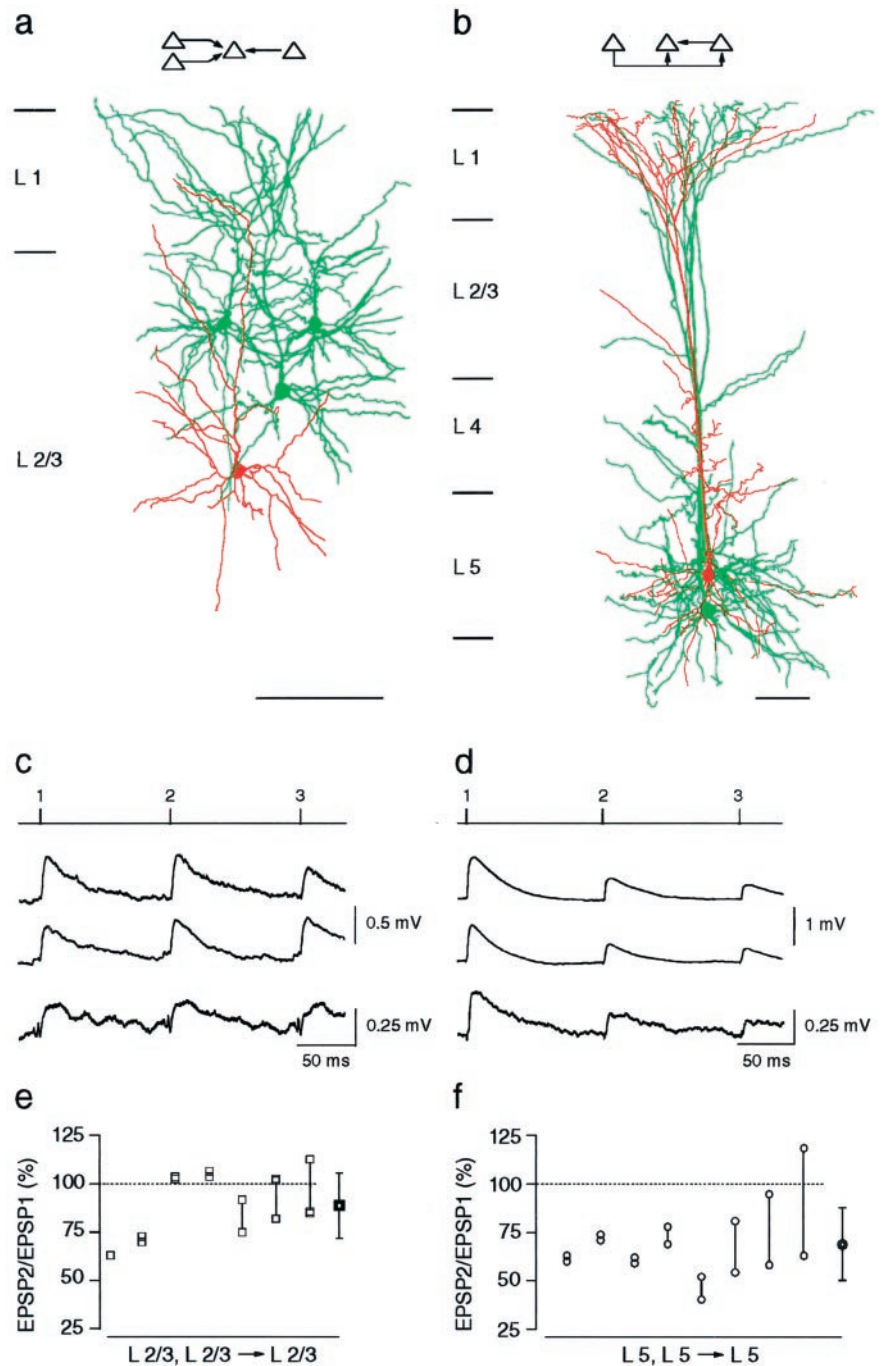 a
b
L 1
L 2/3
L 1
L 2/3
L 4
L 5
c
1 2 3
0.5 mV
0.25 mV
50 ms
d
1 2 3
1 mV
0.25 mV
50 ms
e
EPSP2/EPSP1 (%)
125
100
75
50
25
L 2/3, L 2/3 → L 2/3
f
EPSP2/EPSP1 (%)
125
100
75
50
25
L 5, L 5 → L 5